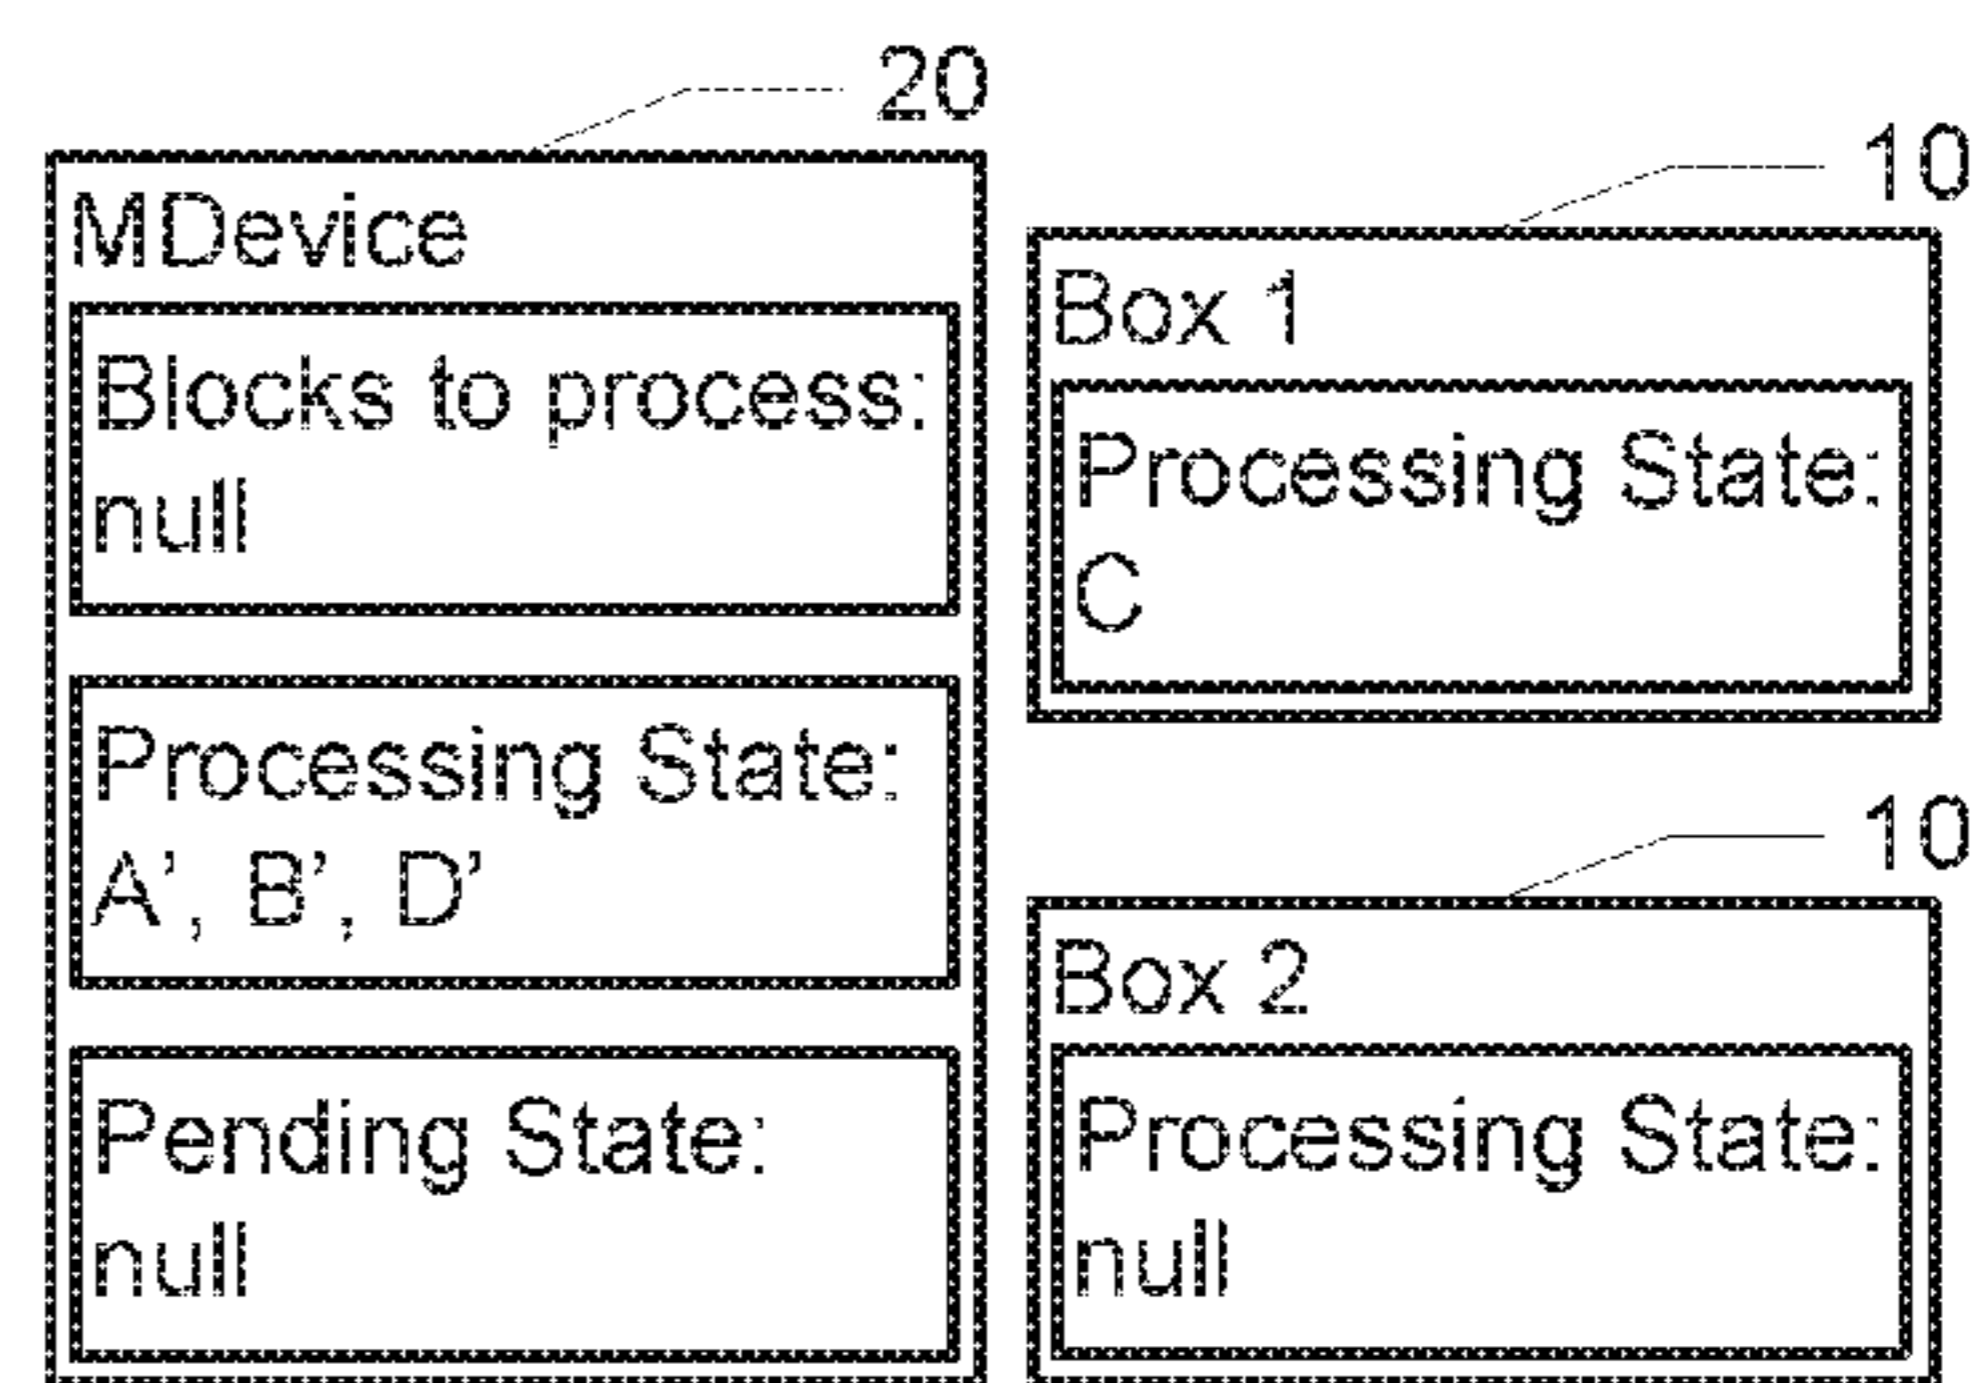 20
MDevice
Blocks to process:
null
Processing State:
A’, B’, D’
Pending State:
null
10
Box 1
Processing State:
C
10
Box 2
Processing State:
null